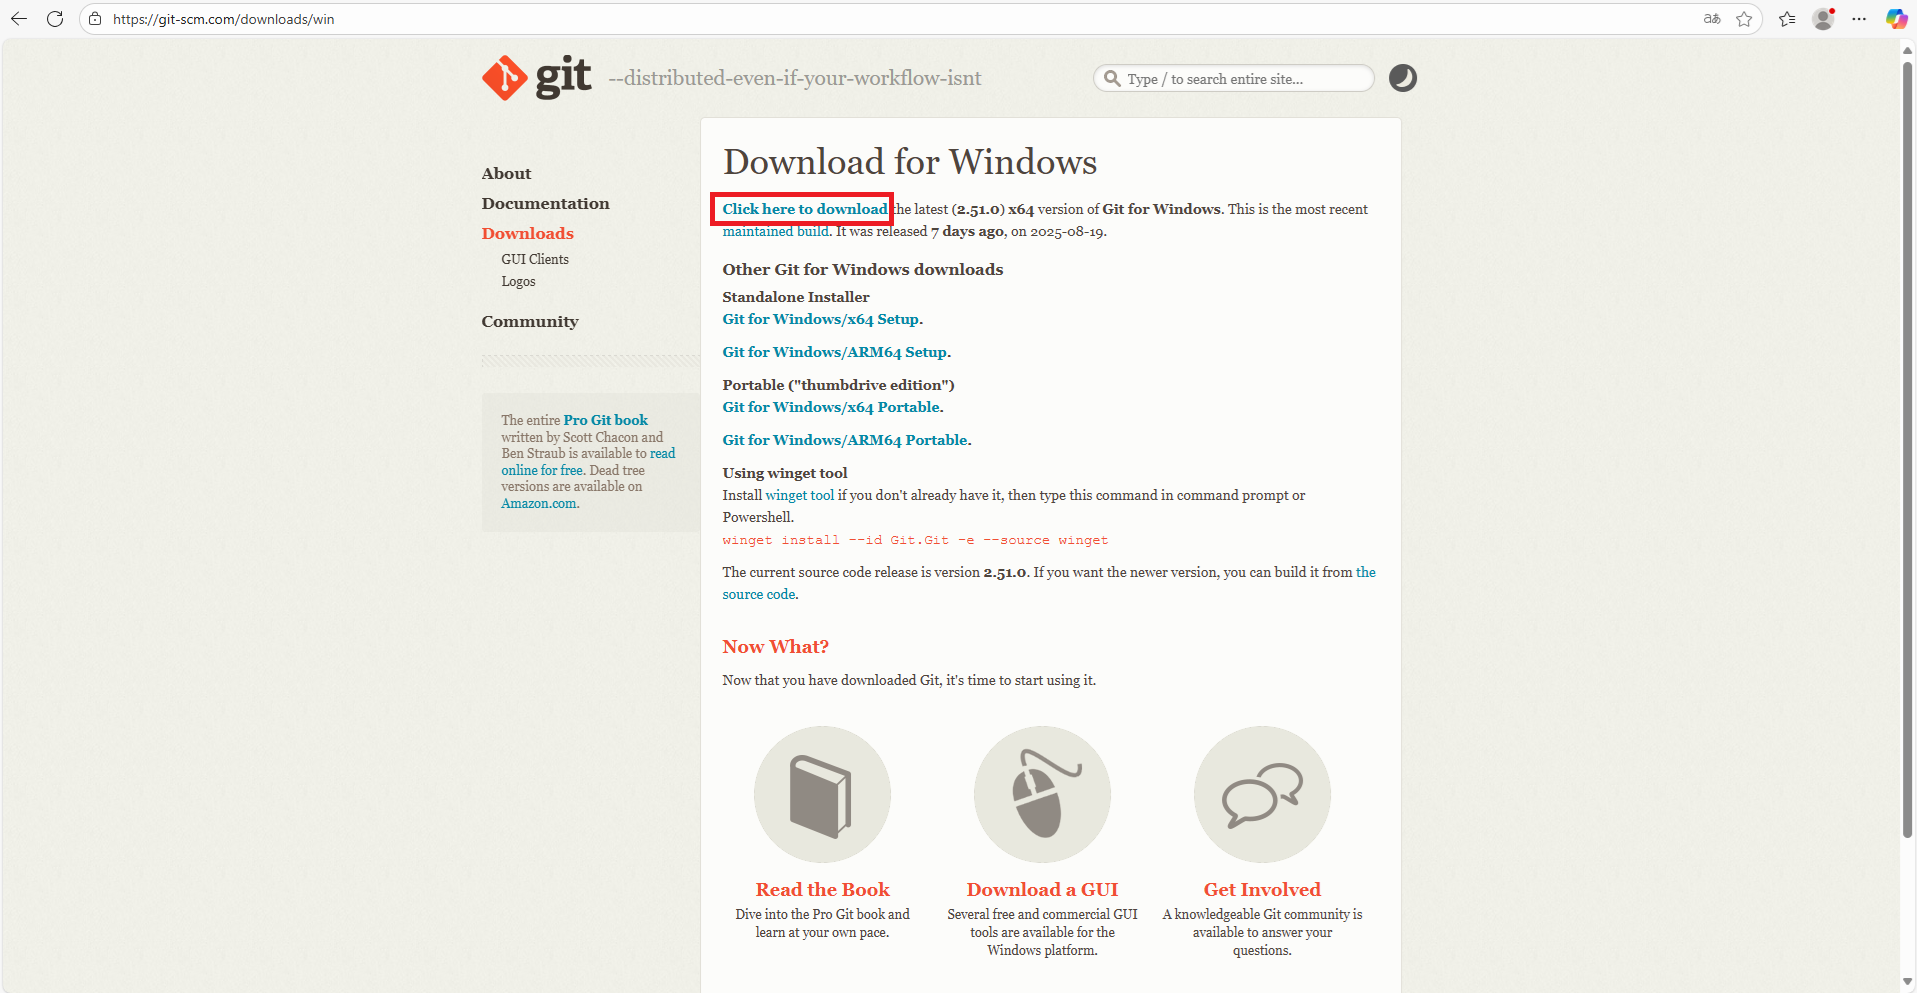 https://git-scm.com/downloads/win
aあ
git --distributed-even-if-your-workflow-isnt
Type / to search entire site...
About
Documentation
Downloads
GUI Clients
Logos
Community
The entire Pro Git book
written by Scott Chacon and
Ben Straub is available to read
online for free. Dead tree
versions are available on
Amazon.com.
Download for Windows
Click here to download the latest (2.51.0) x64 version of Git for Windows. This is the most recent
maintained build. It was released 7 days ago, on 2025-08-19.
Other Git for Windows downloads
Standalone Installer
Git for Windows/x64 Setup.
Git for Windows/ARM64 Setup.
Portable ("thumbdrive edition")
Git for Windows/x64 Portable.
Git for Windows/ARM64 Portable.
Using winget tool
Install winget tool if you don't already have it, then type this command in command prompt or
Powershell.
winget install --id Git.Git -e --source winget
The current source code release is version 2.51.0. If you want the newer version, you can build it from the
source code.
Now What?
Now that you have downloaded Git, it's time to start using it.
Read the Book
Dive into the Pro Git book and
learn at your own pace.
Download a GUI
Several free and commercial GUI
tools are available for the
Windows platform.
Get Involved
A knowledgeable Git community is
available to answer your
questions.